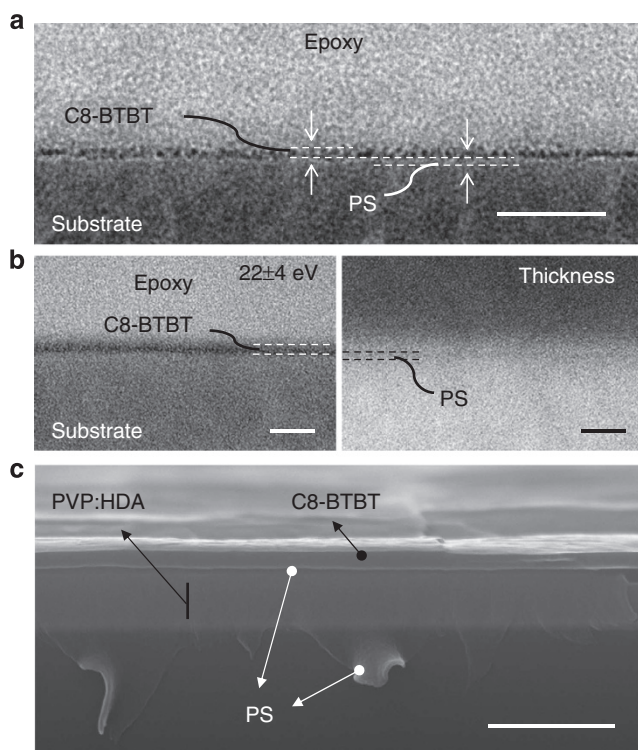 a
Epoxy
C8-BTBT
PS
Substrate
b
Epoxy
22±4 eV
C8-BTBT
Substrate
Thickness
PS
c
PVP:HDA
C8-BTBT
PS